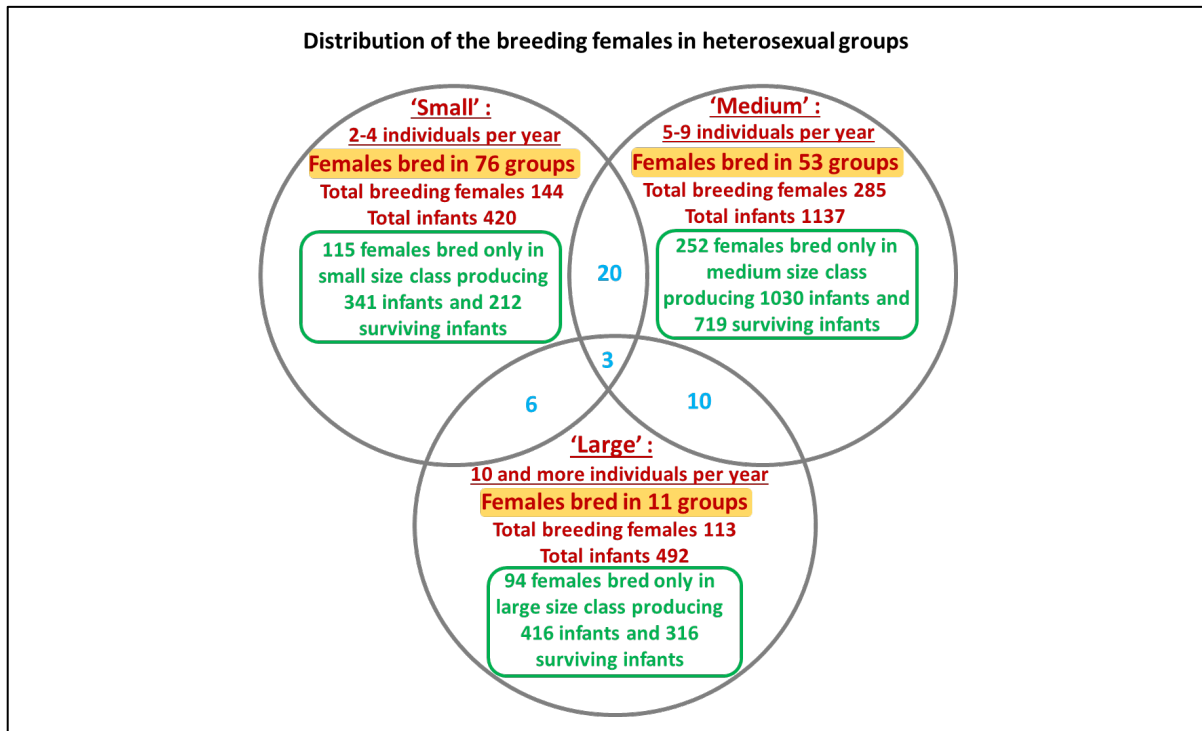 Distribution of the breeding females in heterosexual groups
‘Small’ :
2-4 individuals per year
Females bred in 76 groups
Total breeding females 144
Total infants 420
115 females bred only in
small size class producing
341 infants and 212
surviving infants
‘Medium’ :
5-9 individuals per year
Females bred in 53 groups
Total breeding females 285
Total infants 1137
252 females bred only in
medium size class
producing 1030 infants and
719 surviving infants
20
3
6
10
‘Large’ :
10 and more individuals per year
Females bred in 11 groups
Total breeding females 113
Total infants 492
94 females bred only in
large size class producing
416 infants and 316
surviving infants